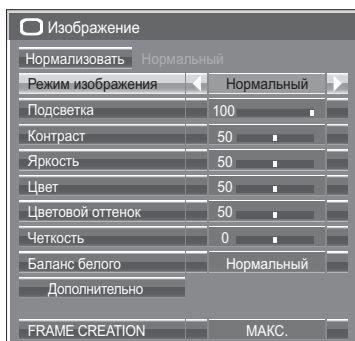 Изображение
Нормализовать Нормальный
Режим изображения Нормальный
Подсветка 100
Контраст 50
Яркость 50
Цвет 50
Цветовой оттенок 50
Четкость 0
Баланс белого Нормальный
Дополнительно
FRAME CREATION МАКС.